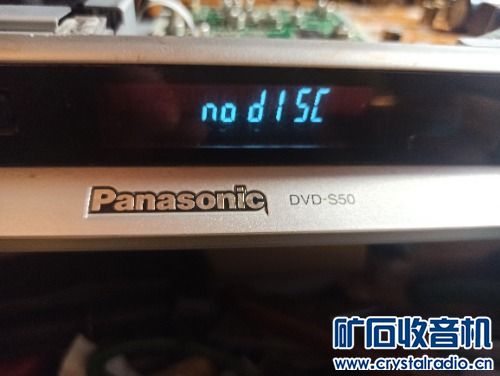 no dISC
Panasonic DVD-S50
矿石收音机
www.crystalradio.cn